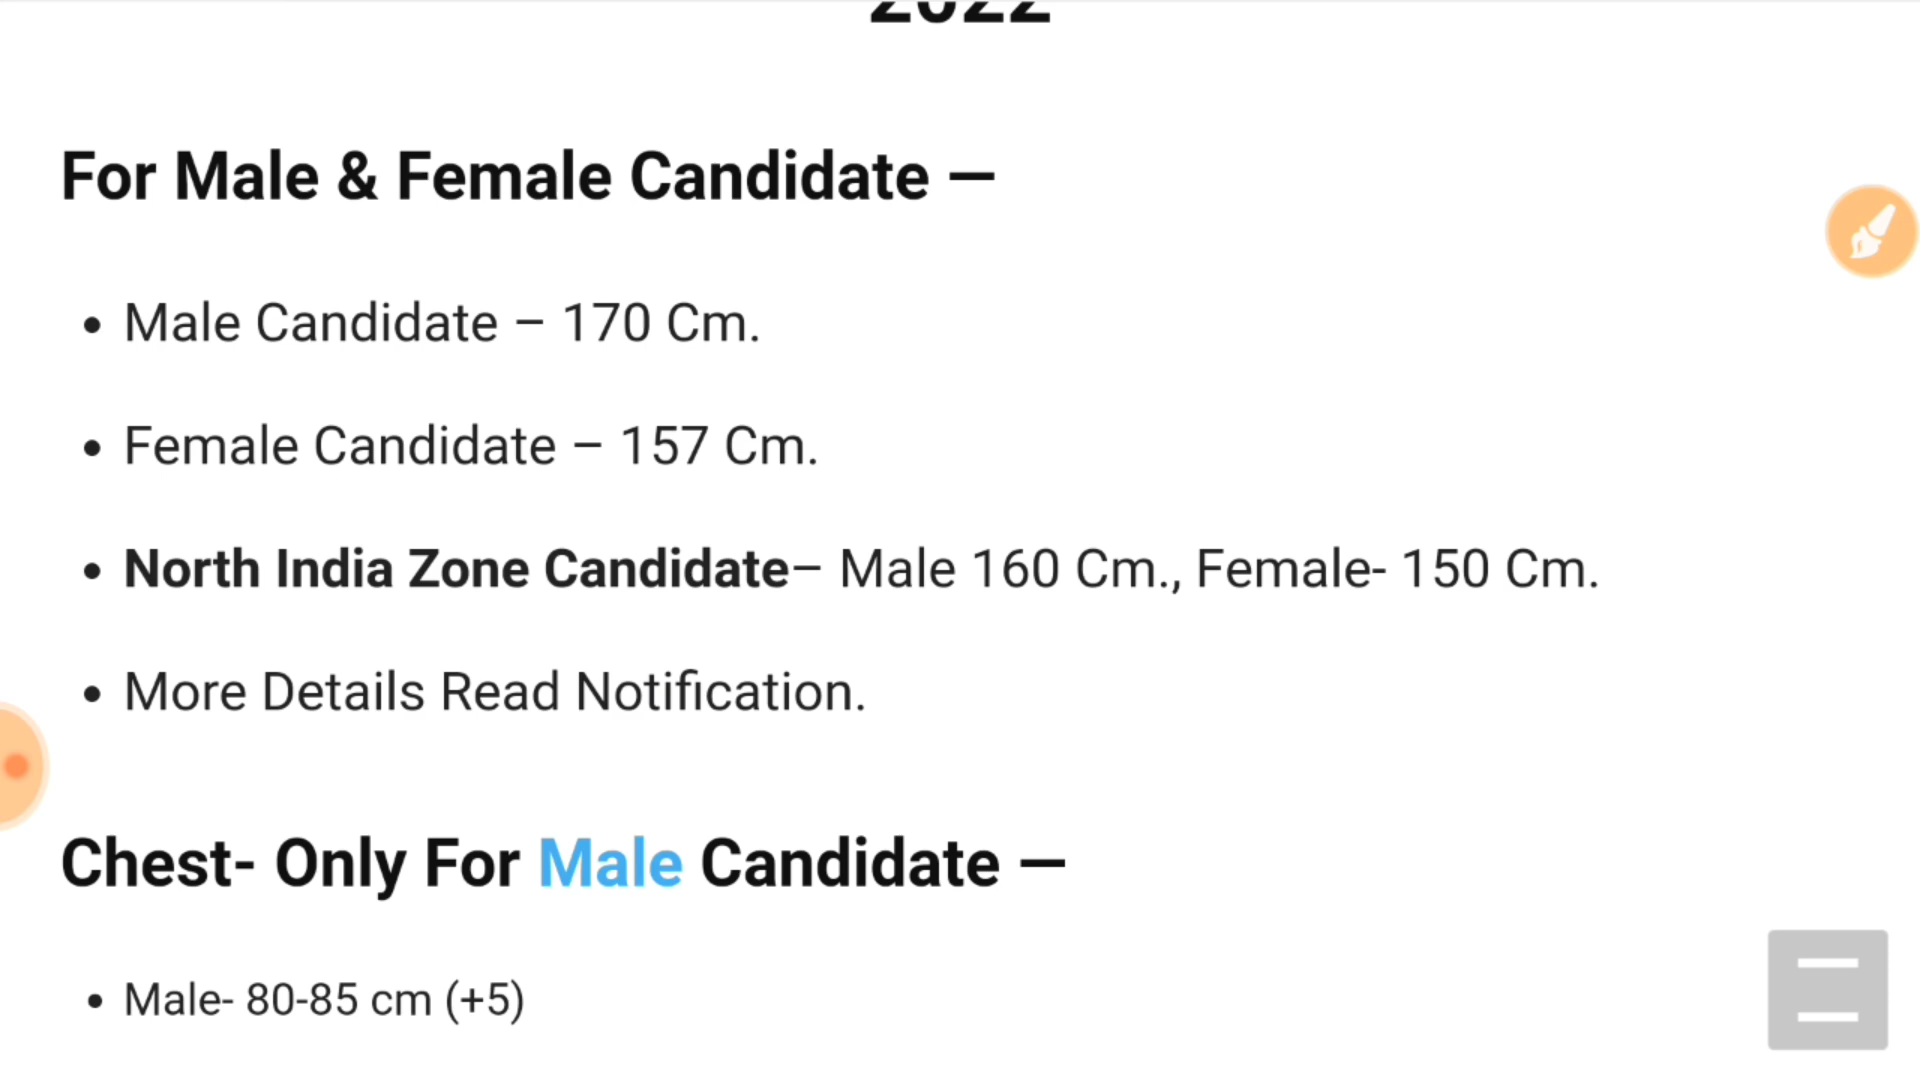 2022
For Male & Female Candidate —
• Male Candidate – 170 Cm.
• Female Candidate – 157 Cm.
• North India Zone Candidate– Male 160 Cm., Female- 150 Cm.
• More Details Read Notification.
Chest- Only For Male Candidate —
• Male- 80-85 cm (+5)